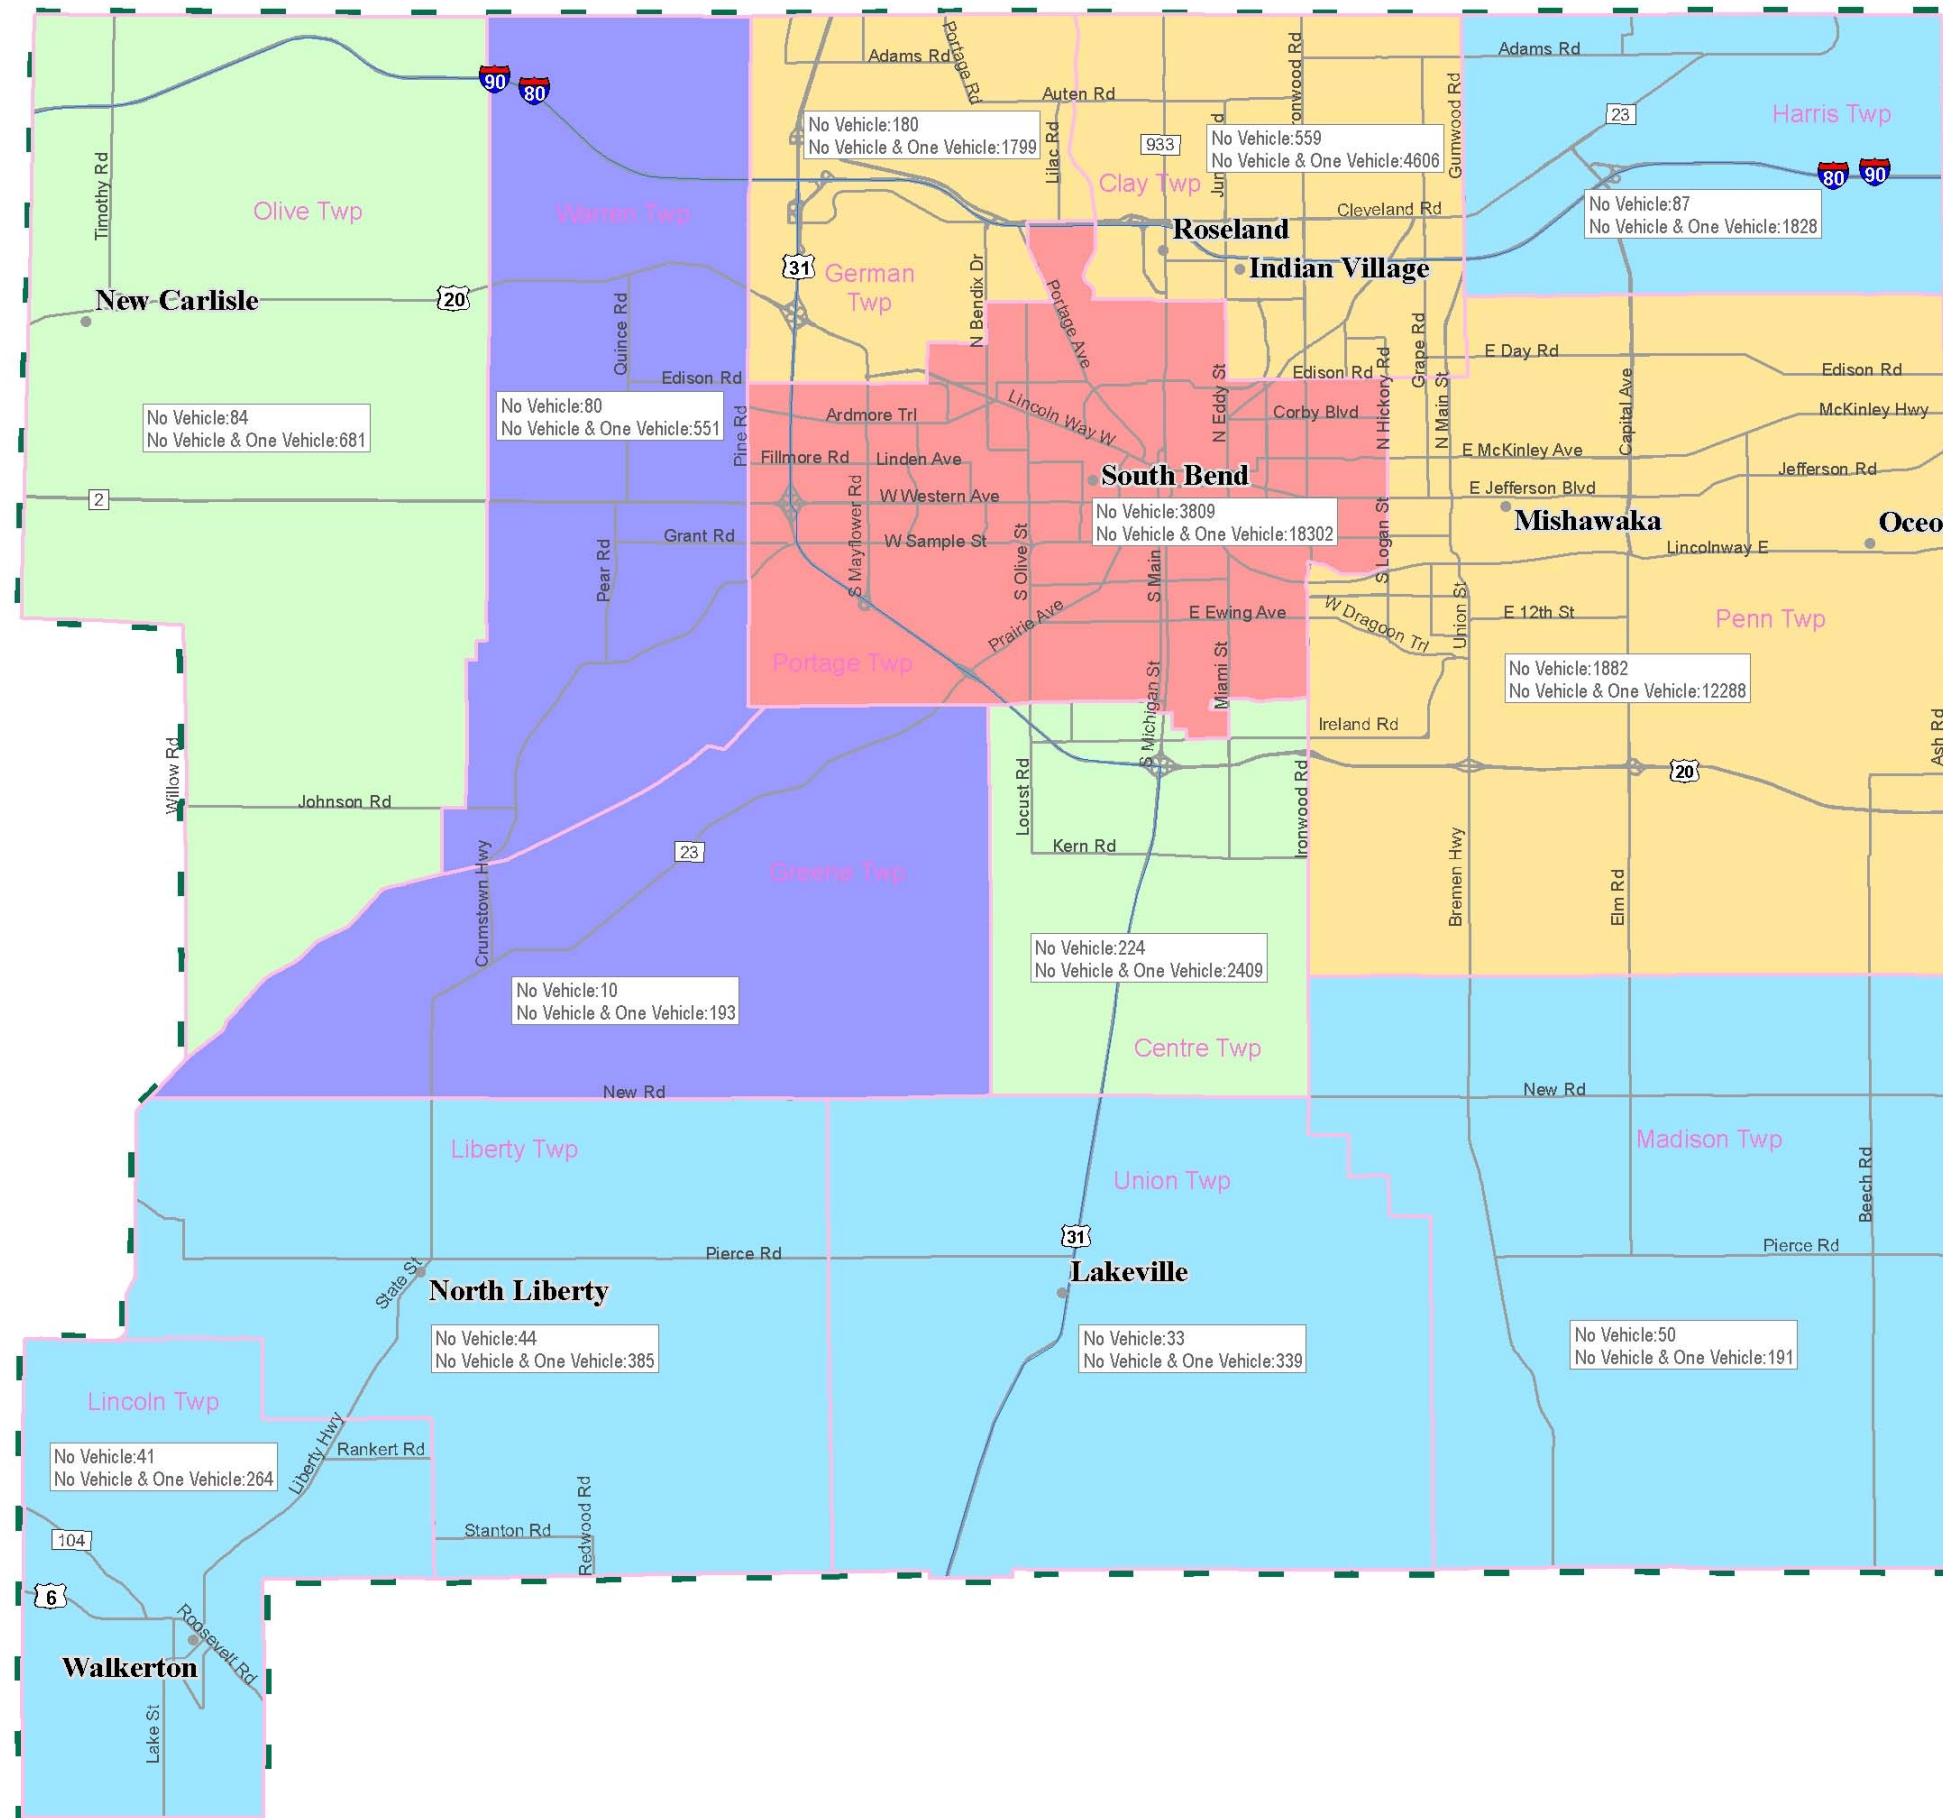 Adams Rd
Portage Rd
Ironwood Rd
Adams Rd
90
80
Auten Rd
Gumwood Rd
23
Harris Twp
No Vehicle:180
No Vehicle & One Vehicle:1799
Lilac Rd
933
No Vehicle:559
No Vehicle & One Vehicle:4606
Timothy Rd
Clay Twp
80
90
Olive Twp
Warren Twp
Cleveland Rd
No Vehicle:87
No Vehicle & One Vehicle:1828
Roseland
31
German
Twp
N Bendix Dr
Indian Village
New Carlisle
20
Quince Rd
Portage Ave
Grape Rd
E Day Rd
Edison Rd
Edison Rd
Edison Rd
N Hickory Rd
N Main St
Capital Ave
No Vehicle:84
No Vehicle & One Vehicle:681
No Vehicle:80
No Vehicle & One Vehicle:551
Pine Rd
Ardmore Trl
Lincoln Way W
N Eddy St
Corby Blvd
McKinley Hwy
Fillmore Rd
Linden Ave
E McKinley Ave
Jefferson Rd
South Bend
2
W Western Ave
E Jefferson Blvd
No Vehicle:3809
No Vehicle & One Vehicle:18302
Mishawaka
Oceo
Grant Rd
S Mayflower Rd
W Sample St
S Olive St
S Main
S Logan St
Lincolnway E
Pear Rd
Prairie Ave
E Ewing Ave
W Dragoon Trl
Union St
E 12th St
Penn Twp
Portage Twp
Miami St
No Vehicle:1882
No Vehicle & One Vehicle:12288
S Michigan St
Ireland Rd
Ash Rd
Willow Rd
20
Johnson Rd
Locust Rd
Ironwood Rd
Kern Rd
23
Crumstown Hwy
Greene Twp
Bremen Hwy
Elm Rd
No Vehicle:224
No Vehicle & One Vehicle:2409
No Vehicle:10
No Vehicle & One Vehicle:193
Centre Twp
New Rd
New Rd
Liberty Twp
Union Twp
Madison Twp
Beech Rd
31
Pierce Rd
Pierce Rd
State St
North Liberty
Lakeville
No Vehicle:44
No Vehicle & One Vehicle:385
No Vehicle:33
No Vehicle & One Vehicle:339
No Vehicle:50
No Vehicle & One Vehicle:191
Lincoln Twp
Liberty Hwy
Rankert Rd
No Vehicle:41
No Vehicle & One Vehicle:264
Stanton Rd
Redwood Rd
104
6
Roosevelt Rd
Walkerton
Lake St